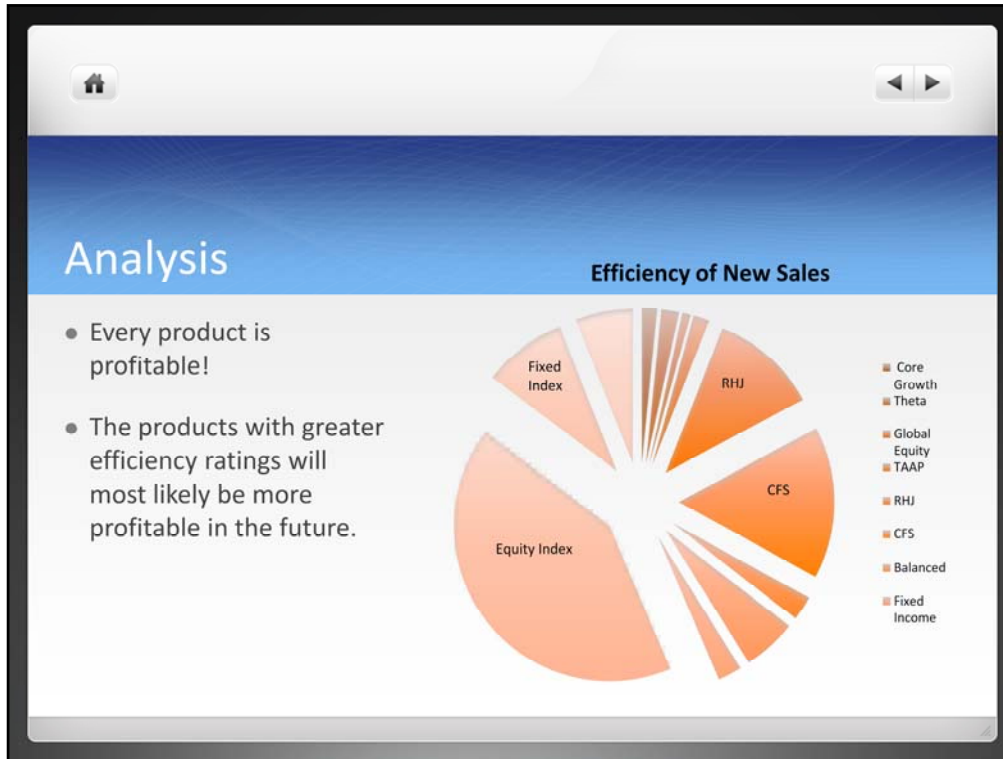 Analysis
Efficiency of New Sales
● Every product is
profitable!
● The products with greater
efficiency ratings will
most likely be more
profitable in the future.
Fixed
Index
RHJ
CFS
Equity Index
Core
Growth
Theta
Global
Equity
TAAP
RHJ
CFS
Balanced
Fixed
Income